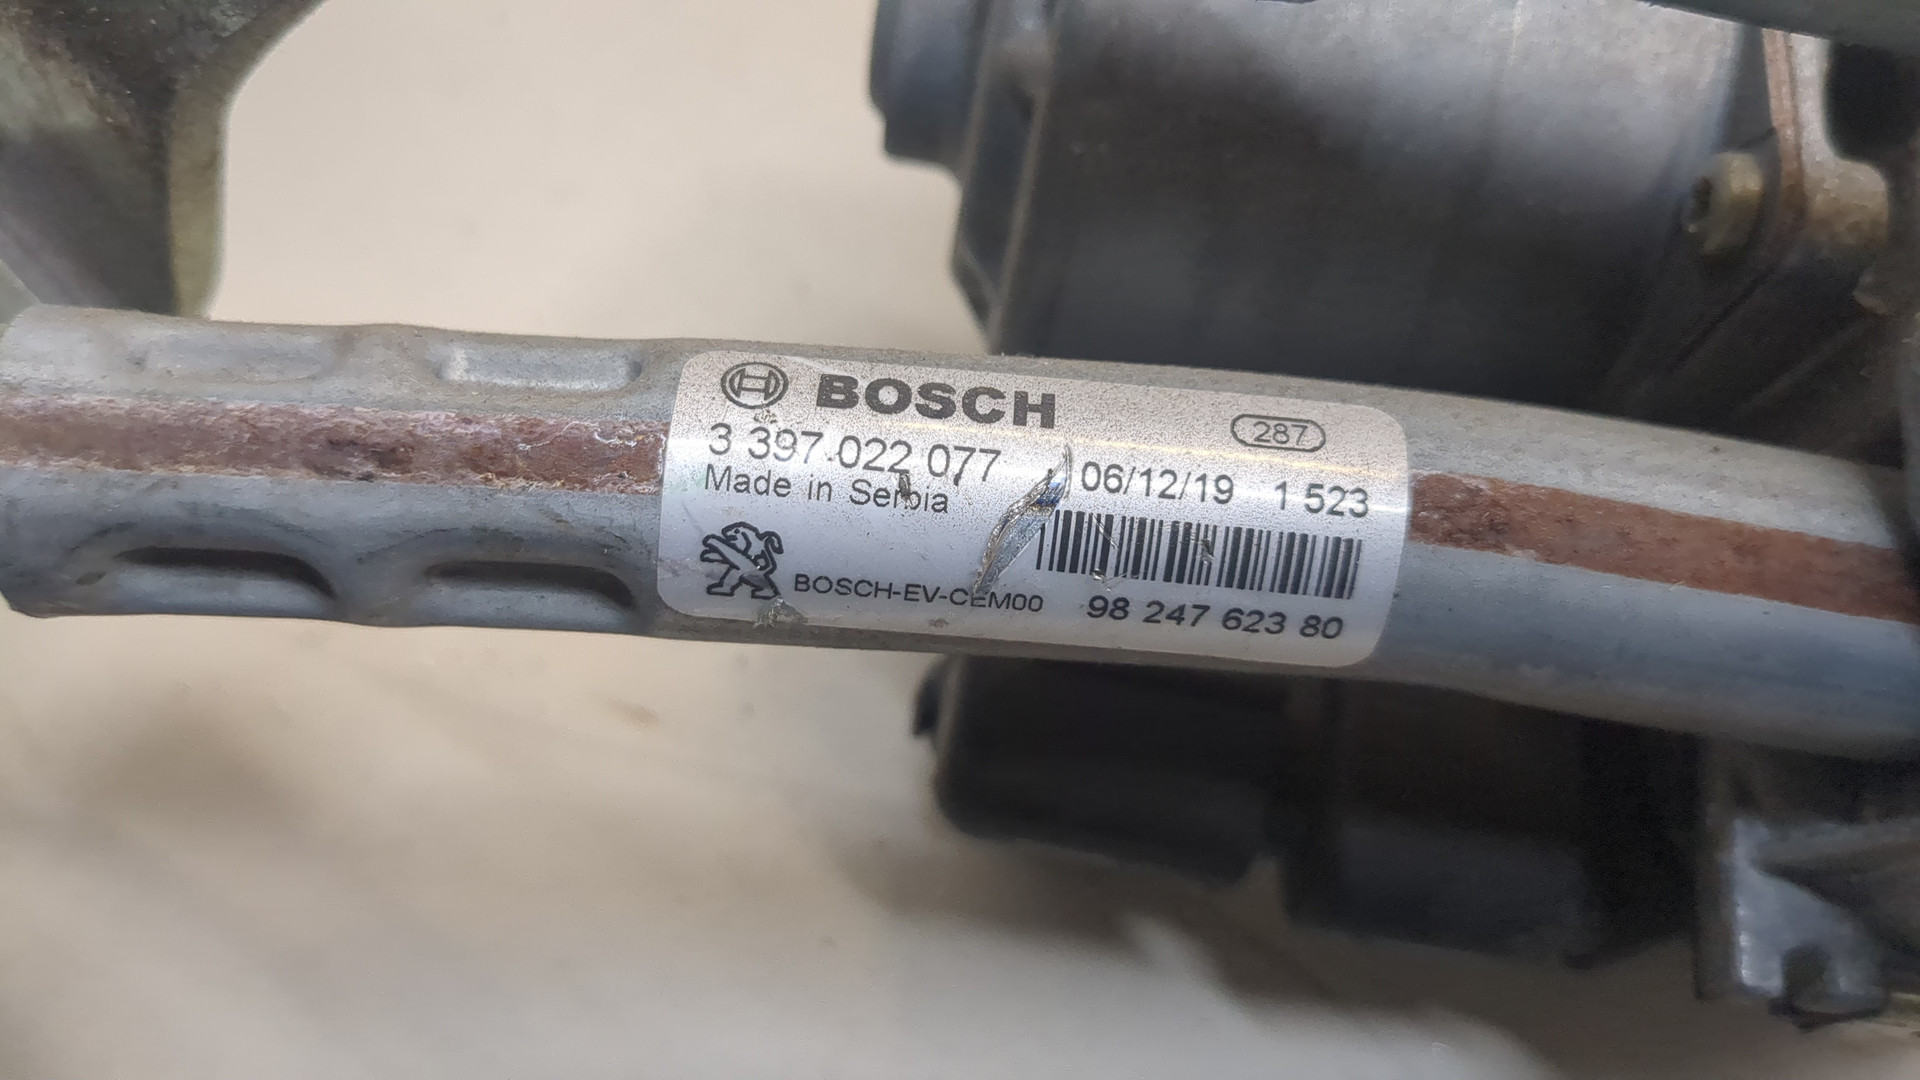 BOSCH
287
3 397 022 077
06/12/19 1 523
Made in Serbia
BOSCH-EV-CEM00
98 247 623 80